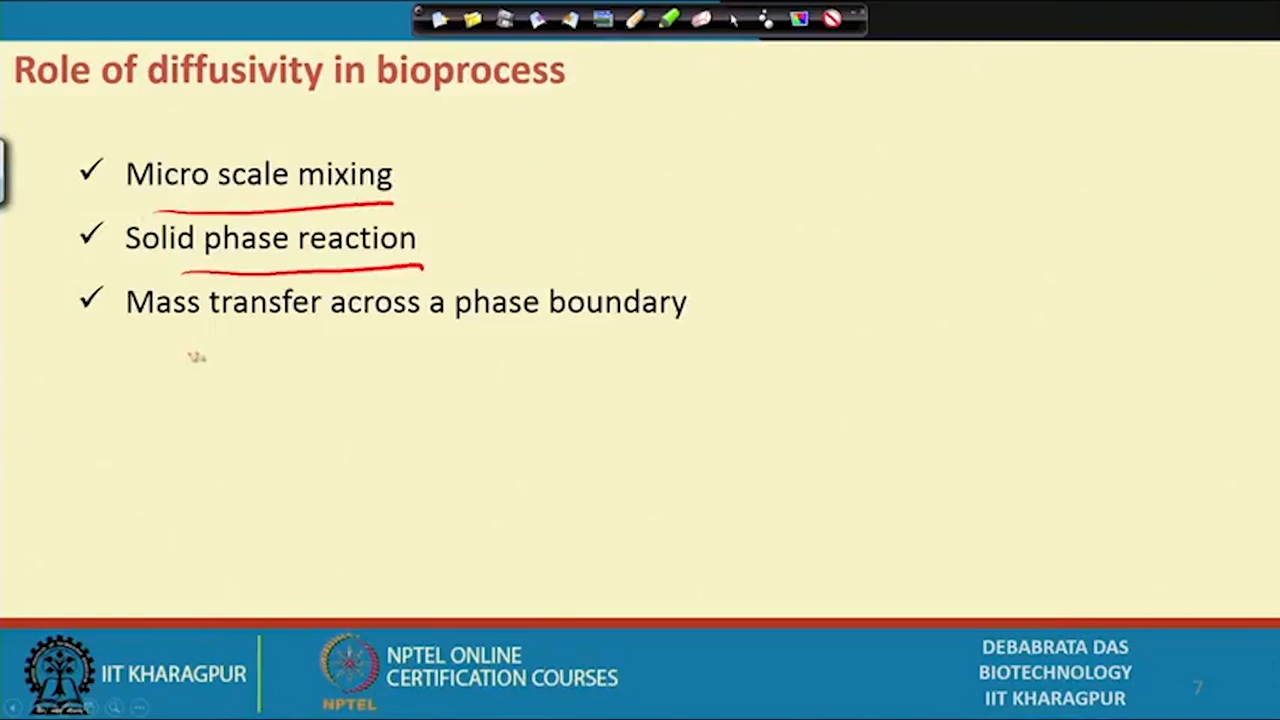 Role of diffusivity in bioprocess
✓ Micro scale mixing
✓ Solid phase reaction
✓ Mass transfer across a phase boundary
IIT KHARAGPUR
NPTEL
NPTEL ONLINE
CERTIFICATION COURSES
DEBABRATA DAS
BIOTECHNOLOGY
IIT KHARAGPUR
7